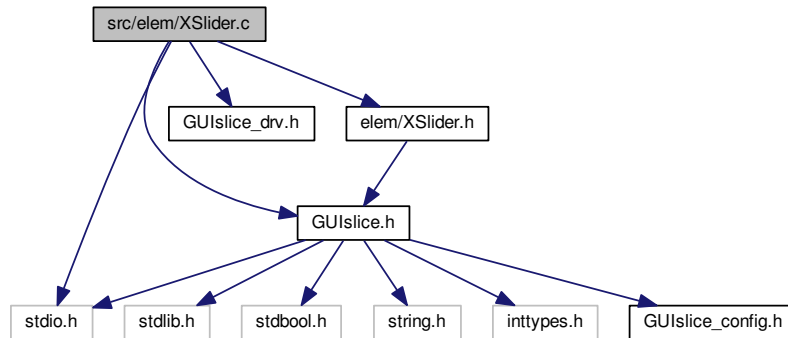 src/elem/XSlider.c
GUIslice_drv.h
elem/XSlider.h
GUIslice.h
stdio.h
stdlib.h
stdbool.h
string.h
inttypes.h
GUIslice_config.h